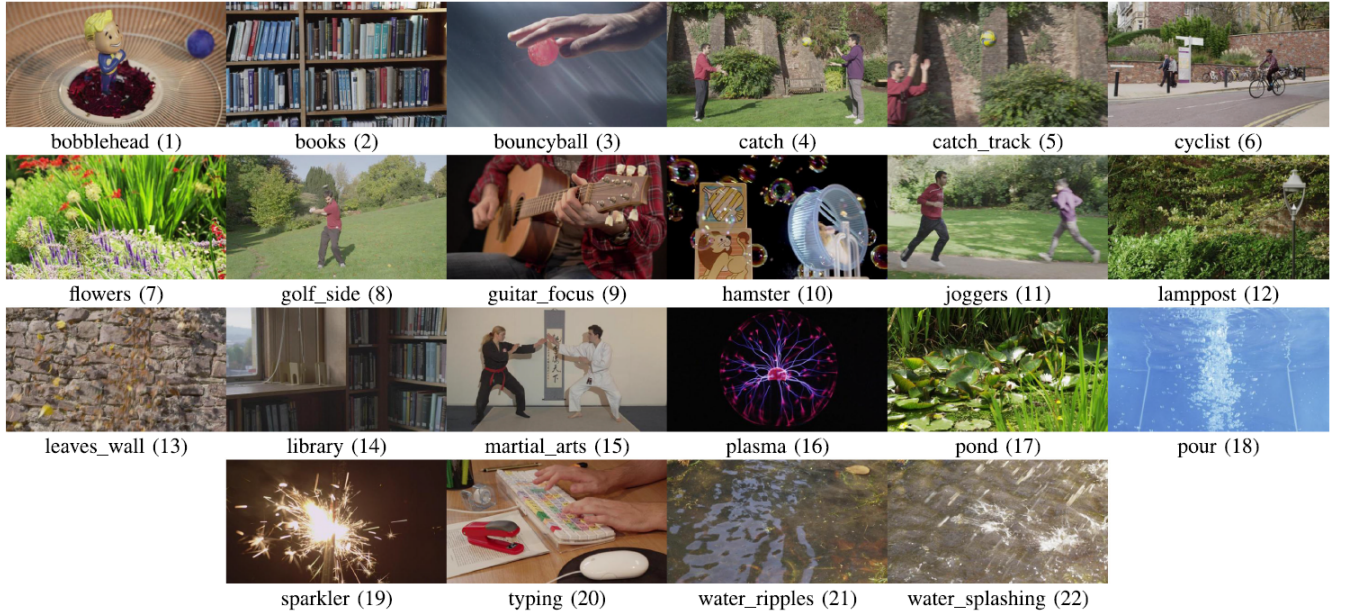 bobblehead (1)
books (2)
bouncyball (3)
catch (4)
catch_track (5)
cyclist (6)
flowers (7)
golf_side (8)
guitar_focus (9)
hamster (10)
joggers (11)
lamppost (12)
leaves_wall (13)
library (14)
martial_arts (15)
plasma (16)
pond (17)
pour (18)
sparkler (19)
typing (20)
water_ripples (21)
water_splashing (22)